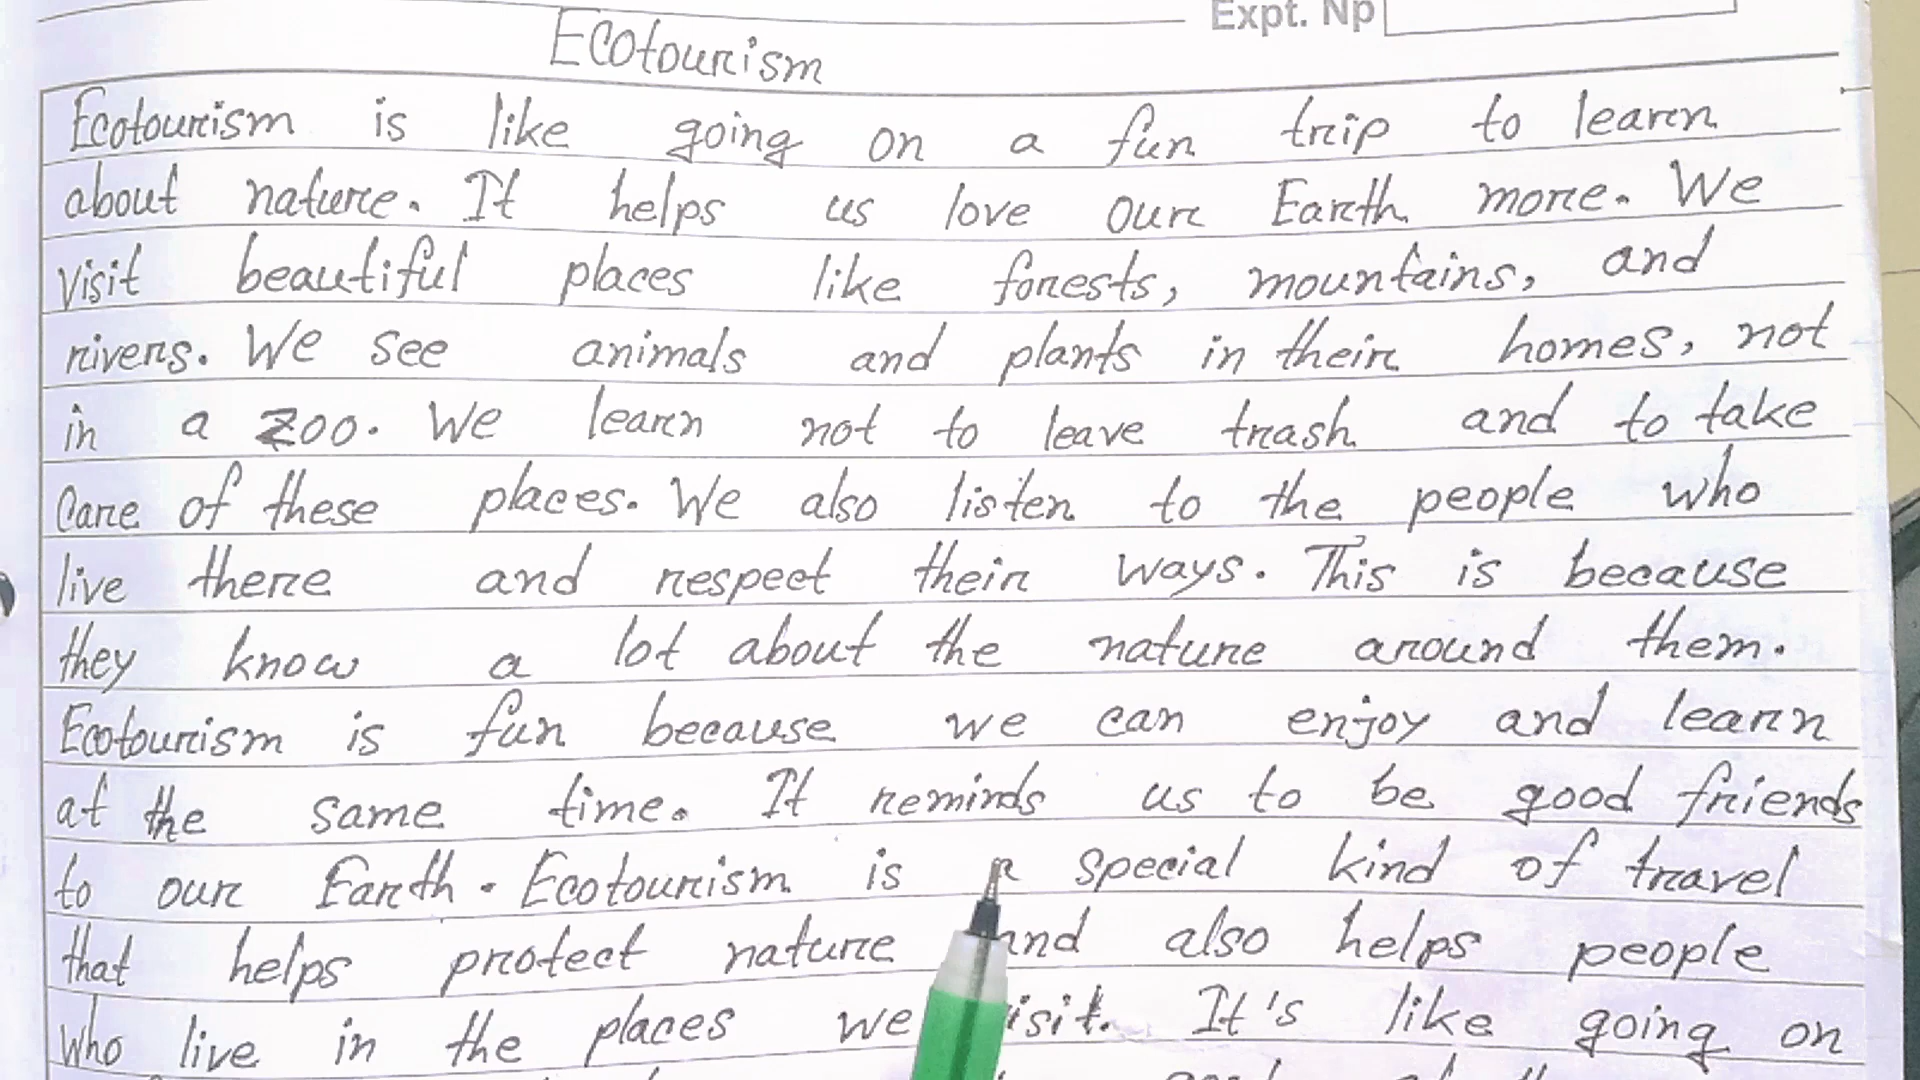 Expt. No
Ecotourism
Ecotourism is like going on a fun trip to learn
about nature. It helps us love our Earth more. We
visit beautiful places like forests, mountains, and
rivers. We see animals and plants in their homes, not
in a zoo. We learn not to leave trash and to take
care of these places. We also listen to the people who
live there and respect their ways. This is because
they know a lot about the nature around them.
Ecotourism is fun because we can enjoy and learn
at the same time. It reminds us to be good friends
to our Earth. Ecotourism is a special kind of travel
that helps protect nature and also helps people
who live in the places we visit. It's like going on